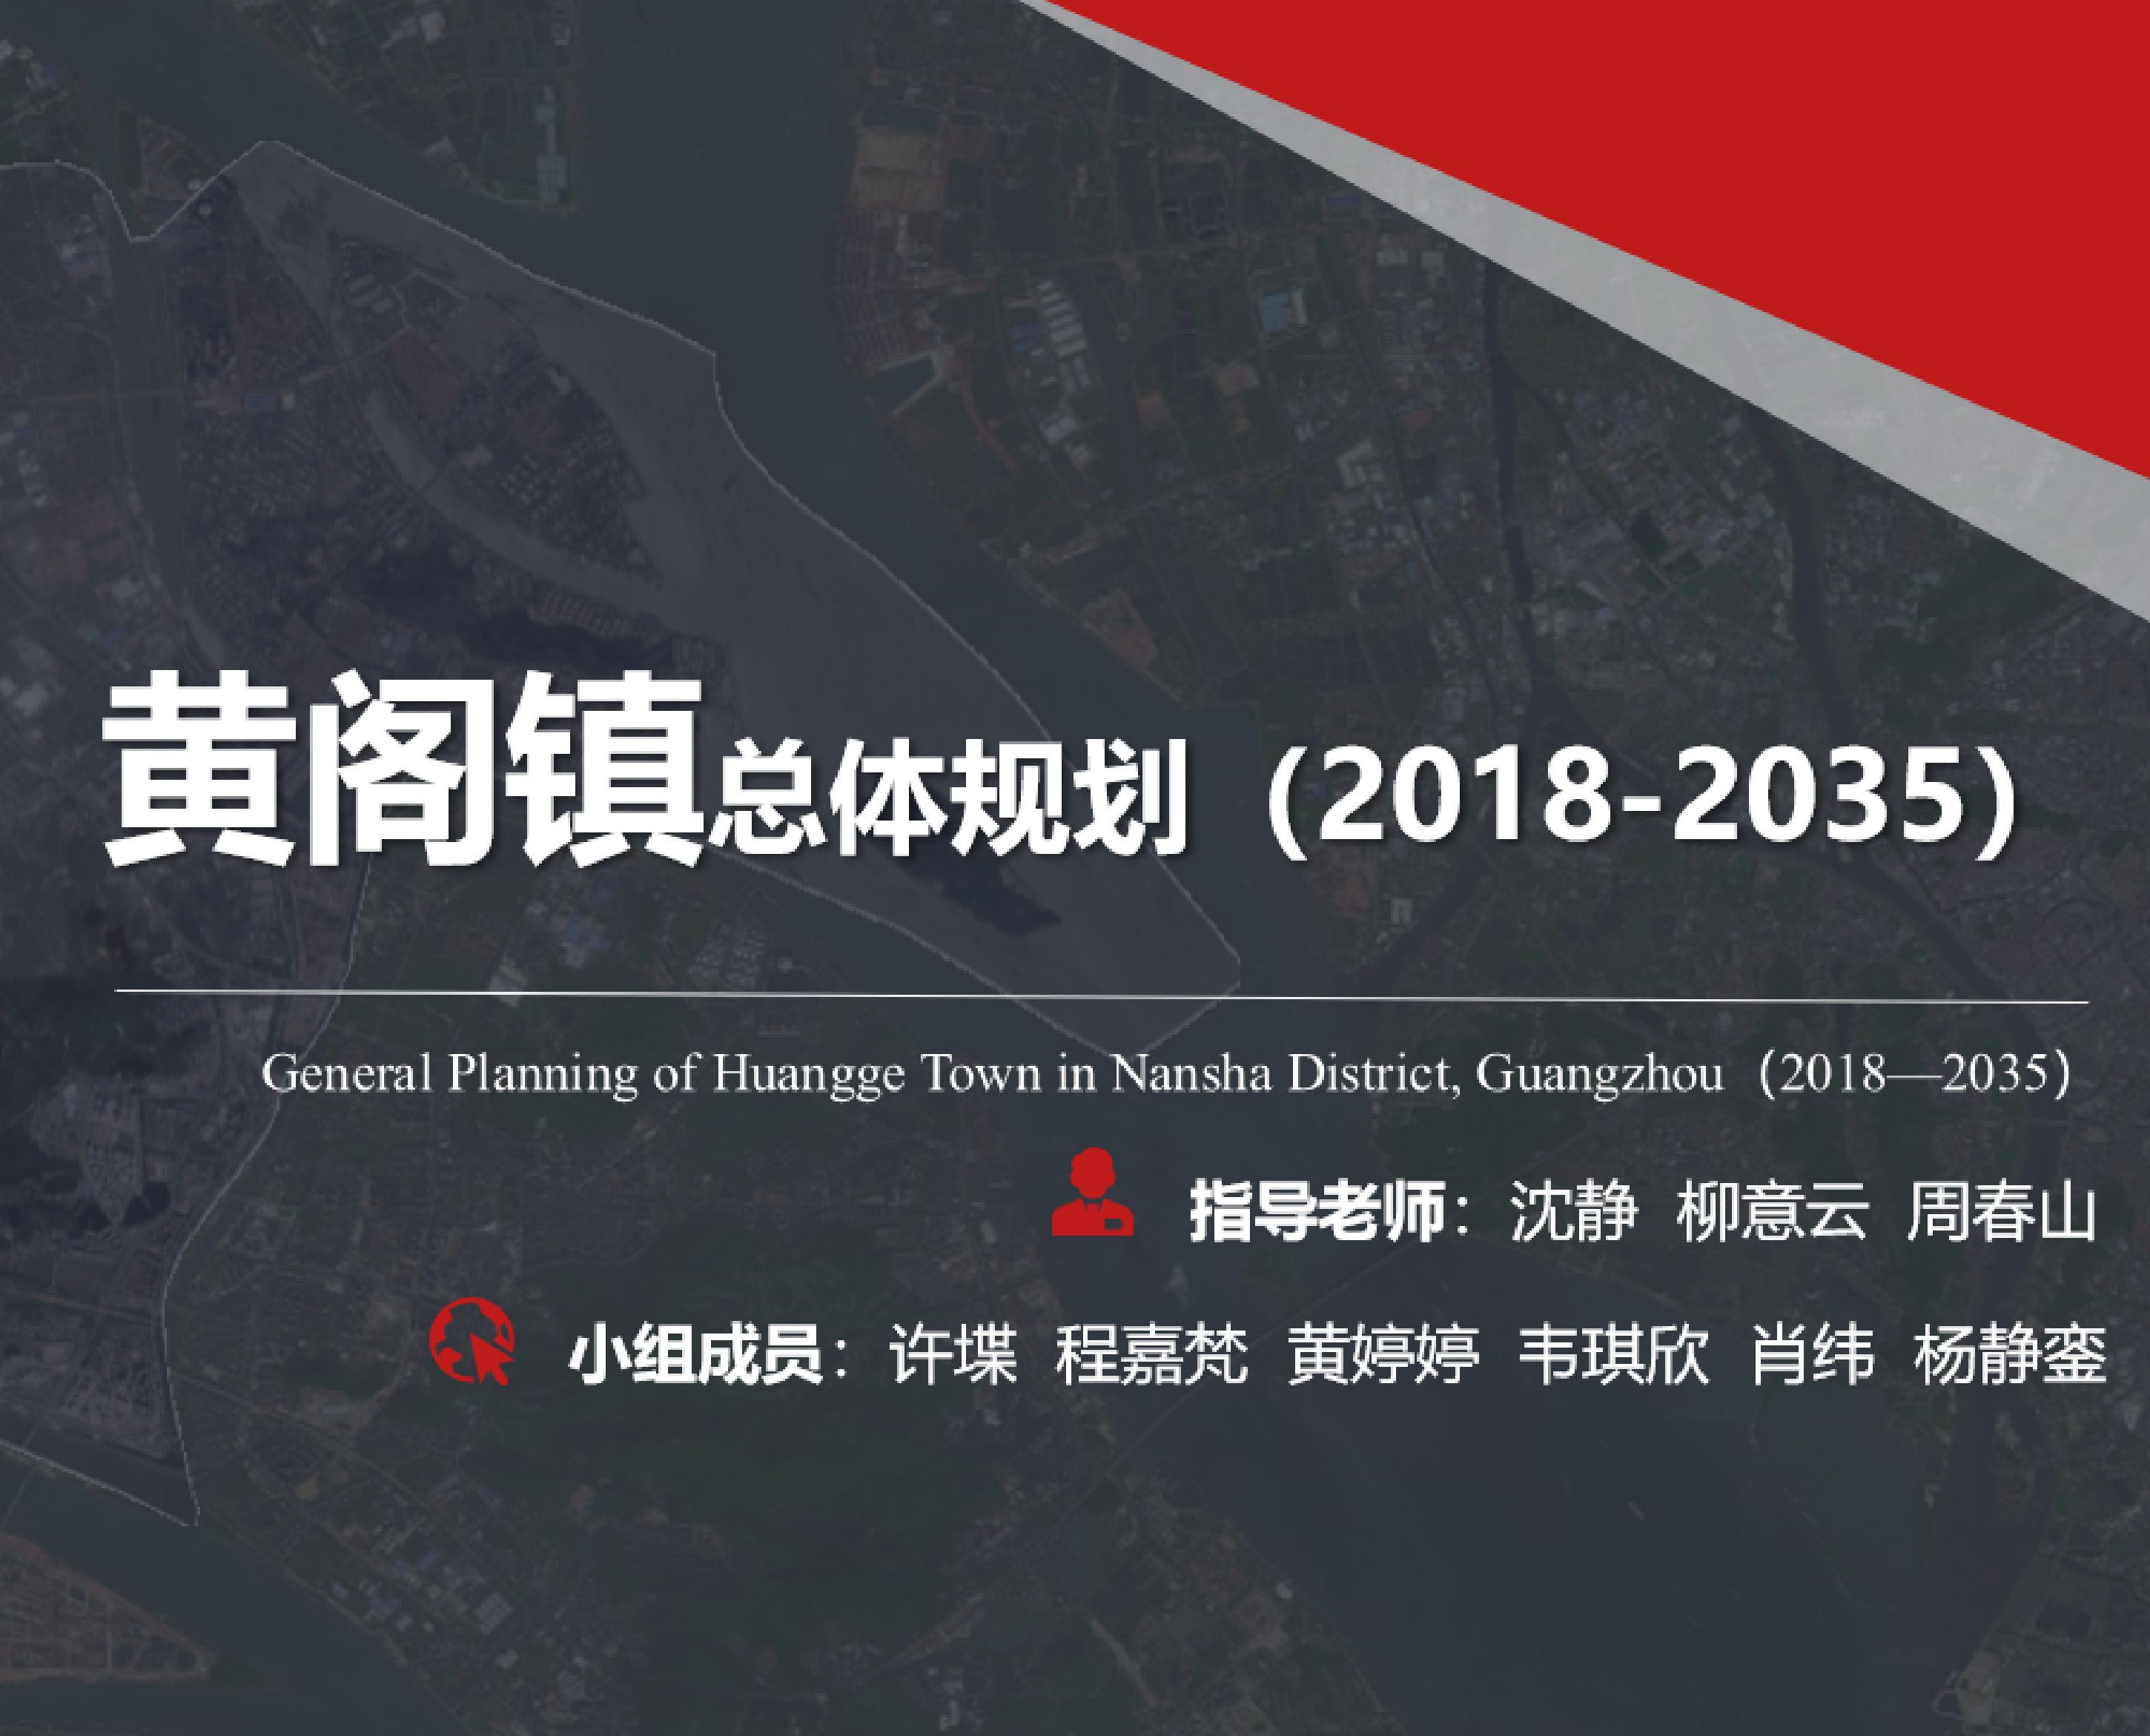 黄阁镇总体规划（2018-2035）
General Planning of Huangge Town in Nansha District, Guangzhou（2018—2035）
指导老师：沈静 柳意云 周春山
小组成员：许堞 程嘉梵 黄婷婷 韦琪欣 肖纬 杨静銮